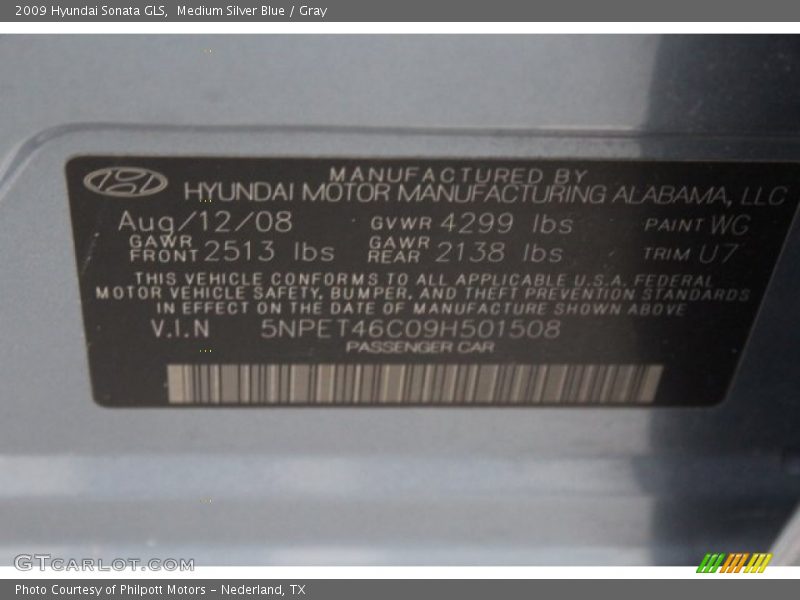 2009 Hyundai Sonata GLS,  Medium Silver Blue / Gray
MANUFACTURED BY
HYUNDAI MOTOR MANUFACTURING ALABAMA, LLC
Aug/12/08 GVWR 4299 lbs PAINT WG
GAWR FRONT 2513 lbs GAWR REAR 2138 lbs TRIM U7
THIS VEHICLE CONFORMS TO ALL APPLICABLE U.S.A. FEDERAL
MOTOR VEHICLE SAFETY, BUMPER, AND THEFT PREVENTION STANDARDS
IN EFFECT ON THE DATE OF MANUFACTURE SHOWN ABOVE
V.I.N 5NPET46C09H501508
PASSENGER CAR
GTCARLOT.COM
Photo Courtesy of Philpott Motors - Nederland, TX